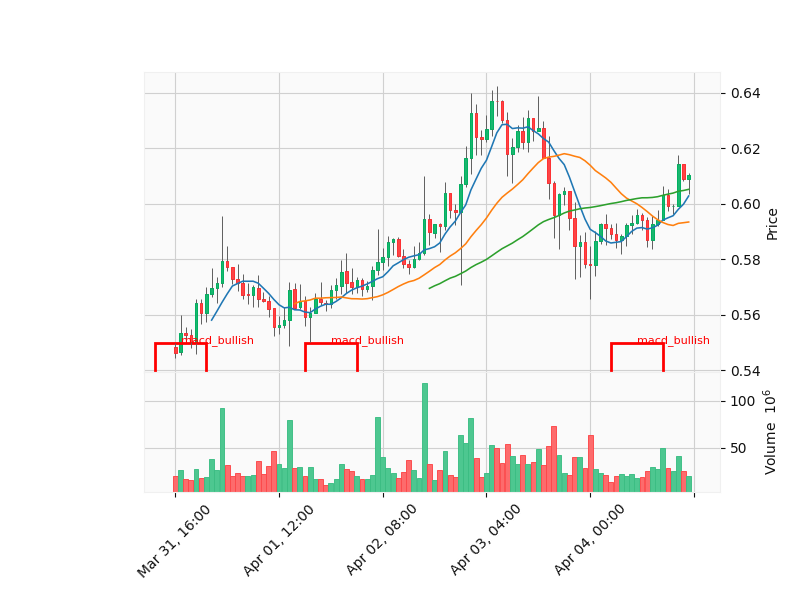 0.64
0.62
0.60
0.58
0.56
0.54
Price
macd_bullish
macd_bullish
macd_bullish
100
50
Volume 10⁶
Mar 31, 16:00
Apr 01, 12:00
Apr 02, 08:00
Apr 03, 04:00
Apr 04, 00:00